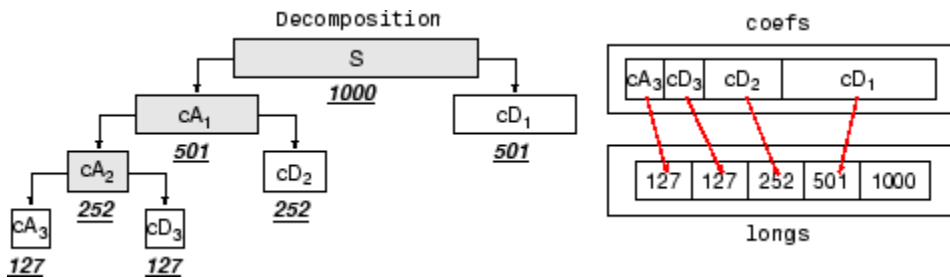 Decomposition
S
1000
cA₁
501
cD₁
501
cA₂
252
cD₂
252
cA₃
127
cD₃
127
coefs
cA₃ cD₃ cD₂ cD₁
127 127 252 501 1000
longs